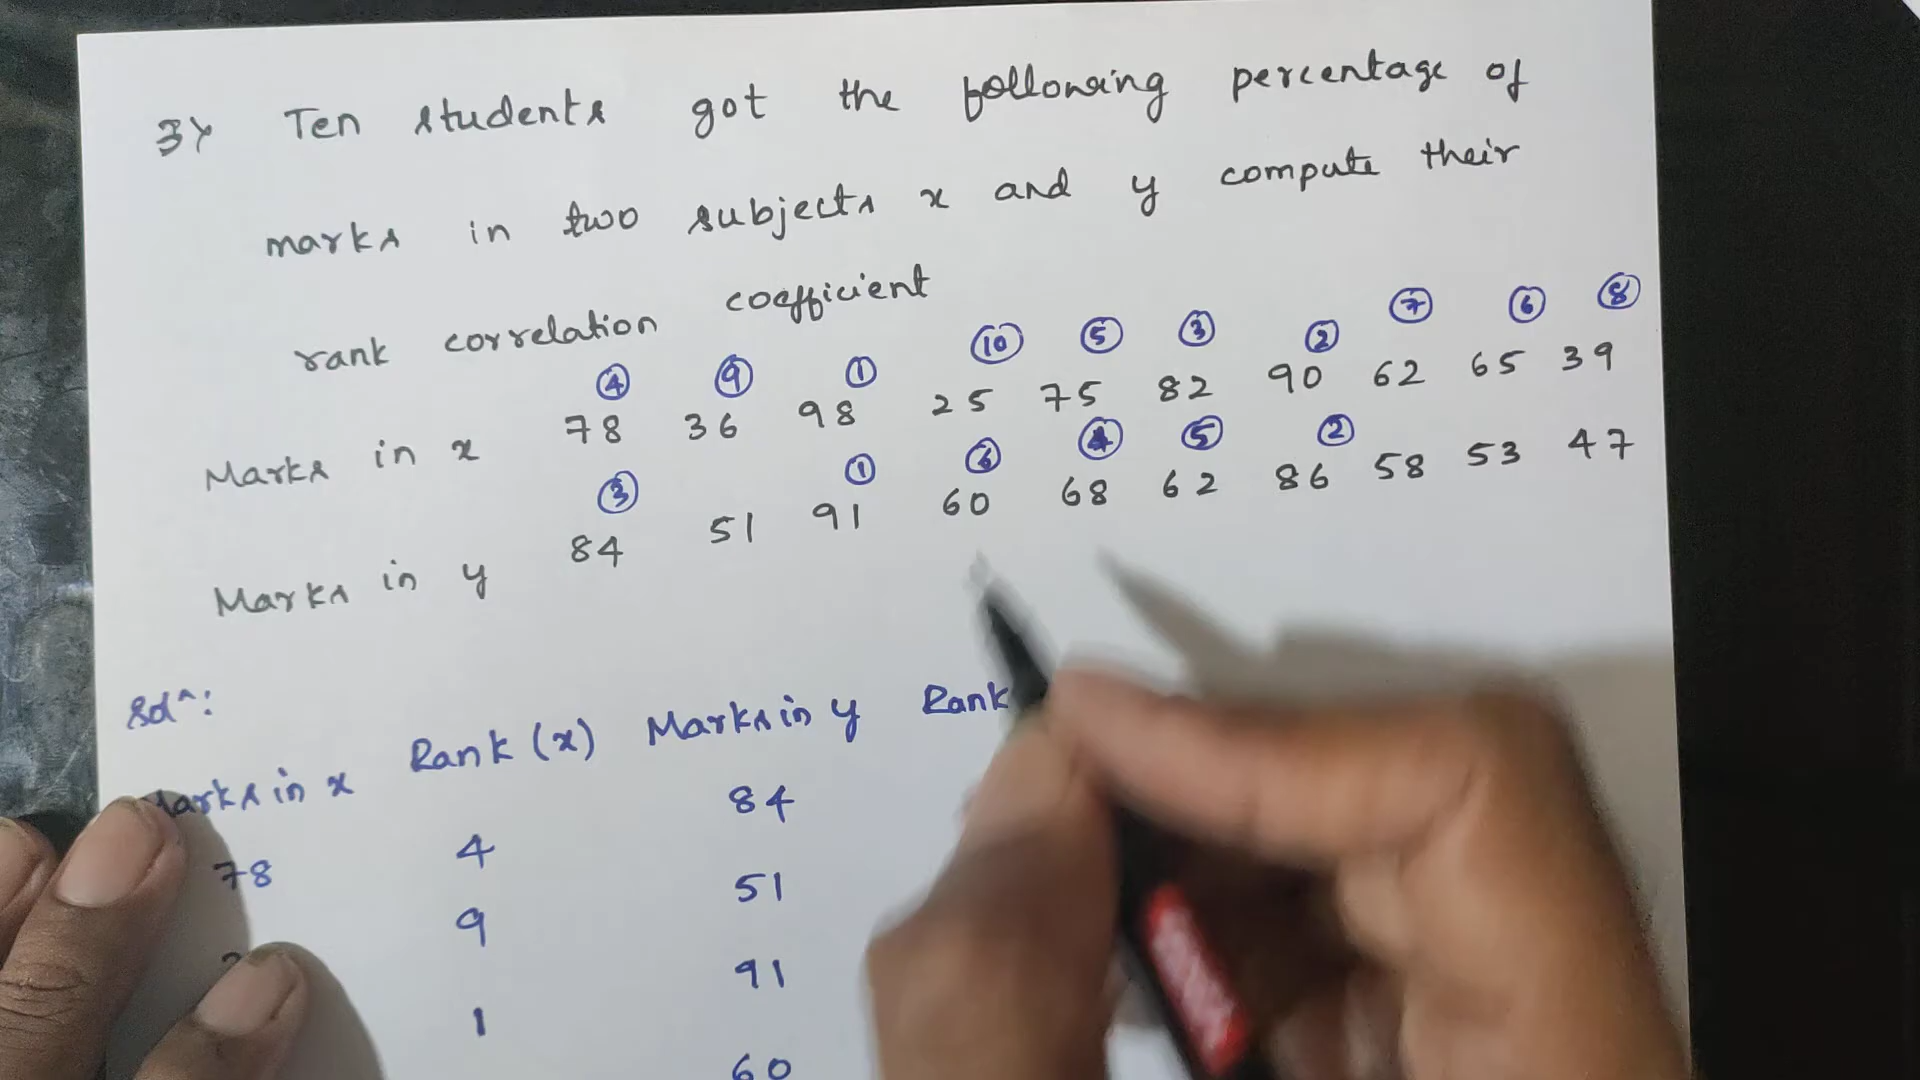 3) Ten students got the following percentage of
marks in two subjects x and y compute their
rank correlation coefficient
④ ⑨ ① ⑩ ⑤ ③ ② ⑦ ⑥ ⑧
Marks in x 78 36 98 25 75 82 90 62 65 39
③ ① ⑥ ④ ⑤ ②
Marks in y 84 51 91 60 68 62 86 58 53 47
Marks in x Rank (x) Marks in y Rank
78 4 84
9 51
1 91
60